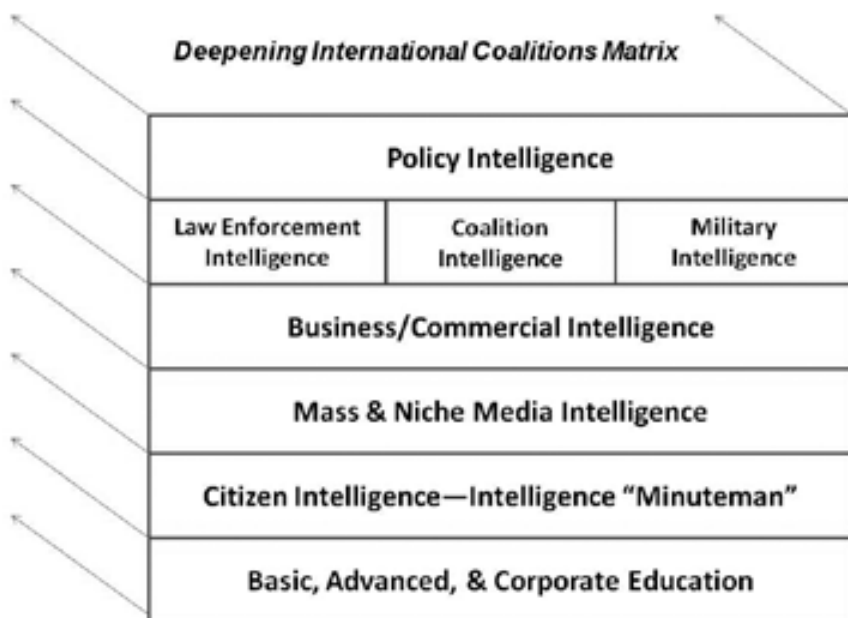 Deepening International Coalitions Matrix
Policy Intelligence
Law Enforcement
Intelligence
Coalition
Intelligence
Military
Intelligence
Business/Commercial Intelligence
Mass & Niche Media Intelligence
Citizen Intelligence—Intelligence “Minuteman”
Basic, Advanced, & Corporate Education